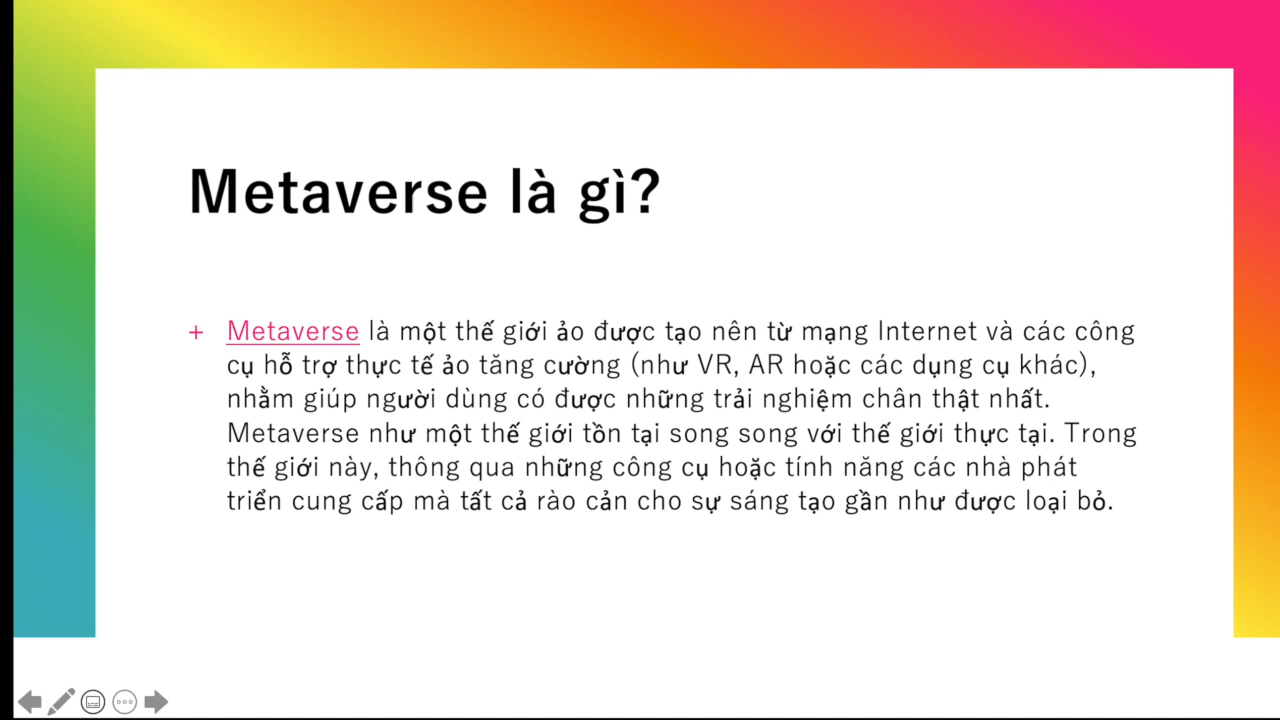 Metaverse là gì?
+ Metaverse là một thế giới ảo được tạo nên từ mạng Internet và các công
cụ hỗ trợ thực tế ảo tăng cường (như VR, AR hoặc các dụng cụ khác),
nhằm giúp người dùng có được những trải nghiệm chân thật nhất.
Metaverse như một thế giới tồn tại song song với thế giới thực tại. Trong
thế giới này, thông qua những công cụ hoặc tính năng các nhà phát
triển cung cấp mà tất cả rào cản cho sự sáng tạo gần như được loại bỏ.